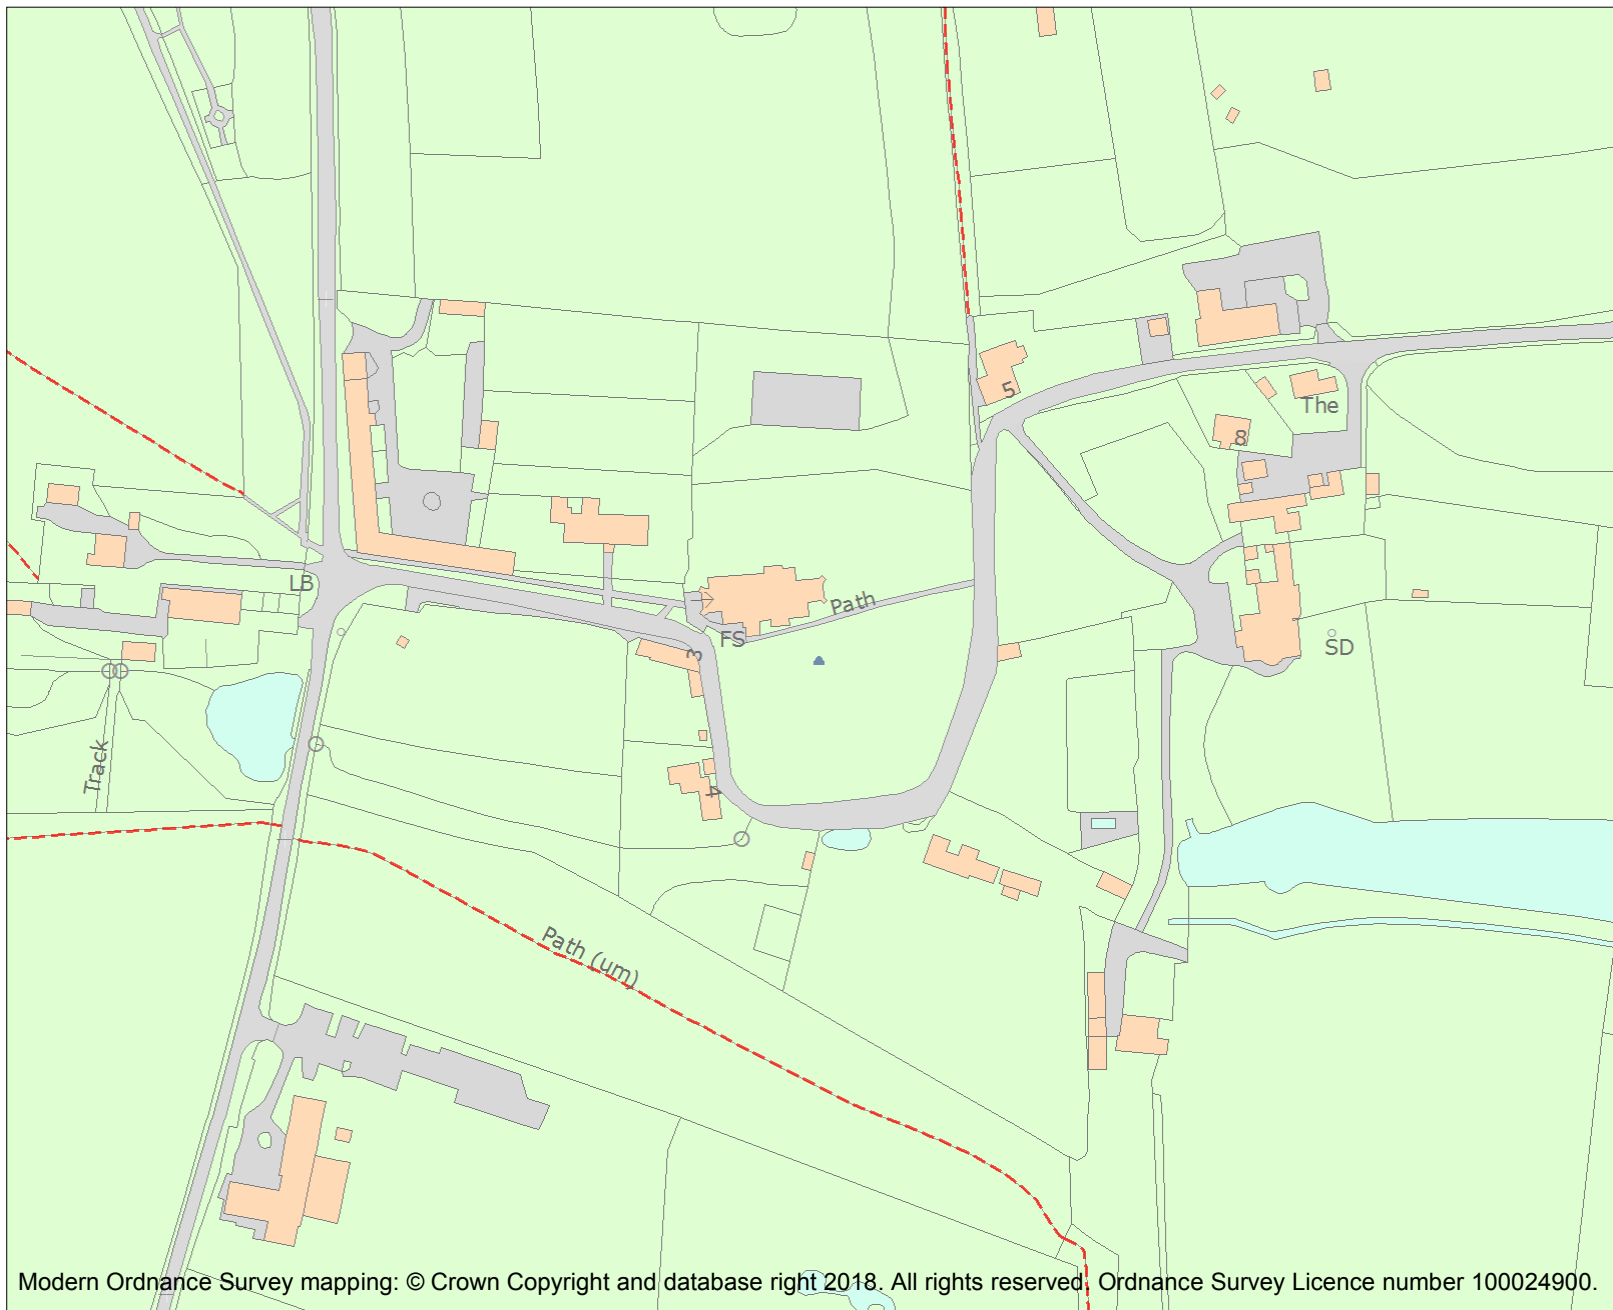 5
The
8
LB
Path
FS
3
SD
Track
4
Path (um)
Modern Ordnance Survey mapping: © Crown Copyright and database right 2018. All rights reserved. Ordnance Survey Licence number 100024900.